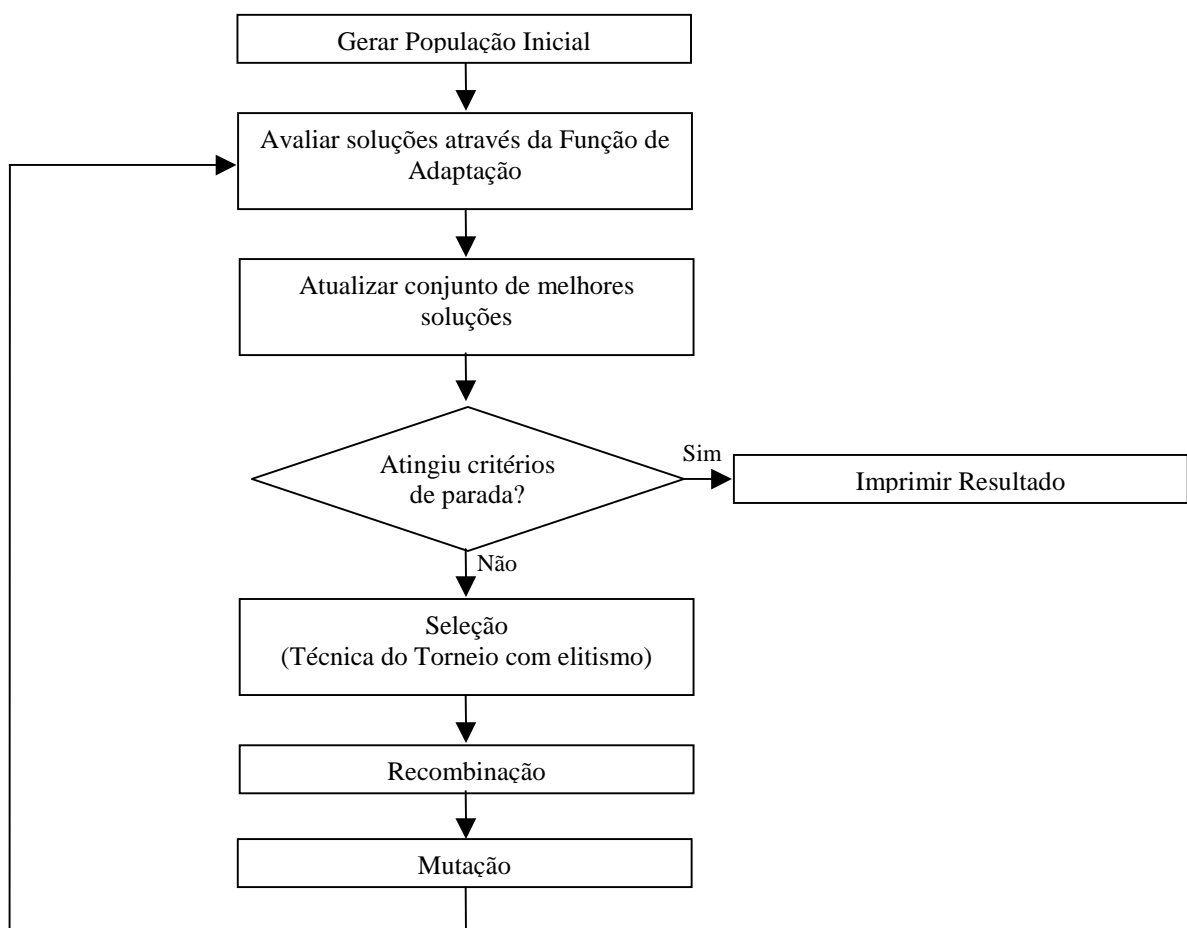 Gerar População Inicial
Avaliar soluções através da Função de
Adaptação
Atualizar conjunto de melhores
soluções
Atingiu critérios
de parada?
Sim
Imprimir Resultado
Não
Seleção
(Técnica do Torneio com elitismo)
Recombinação
Mutação